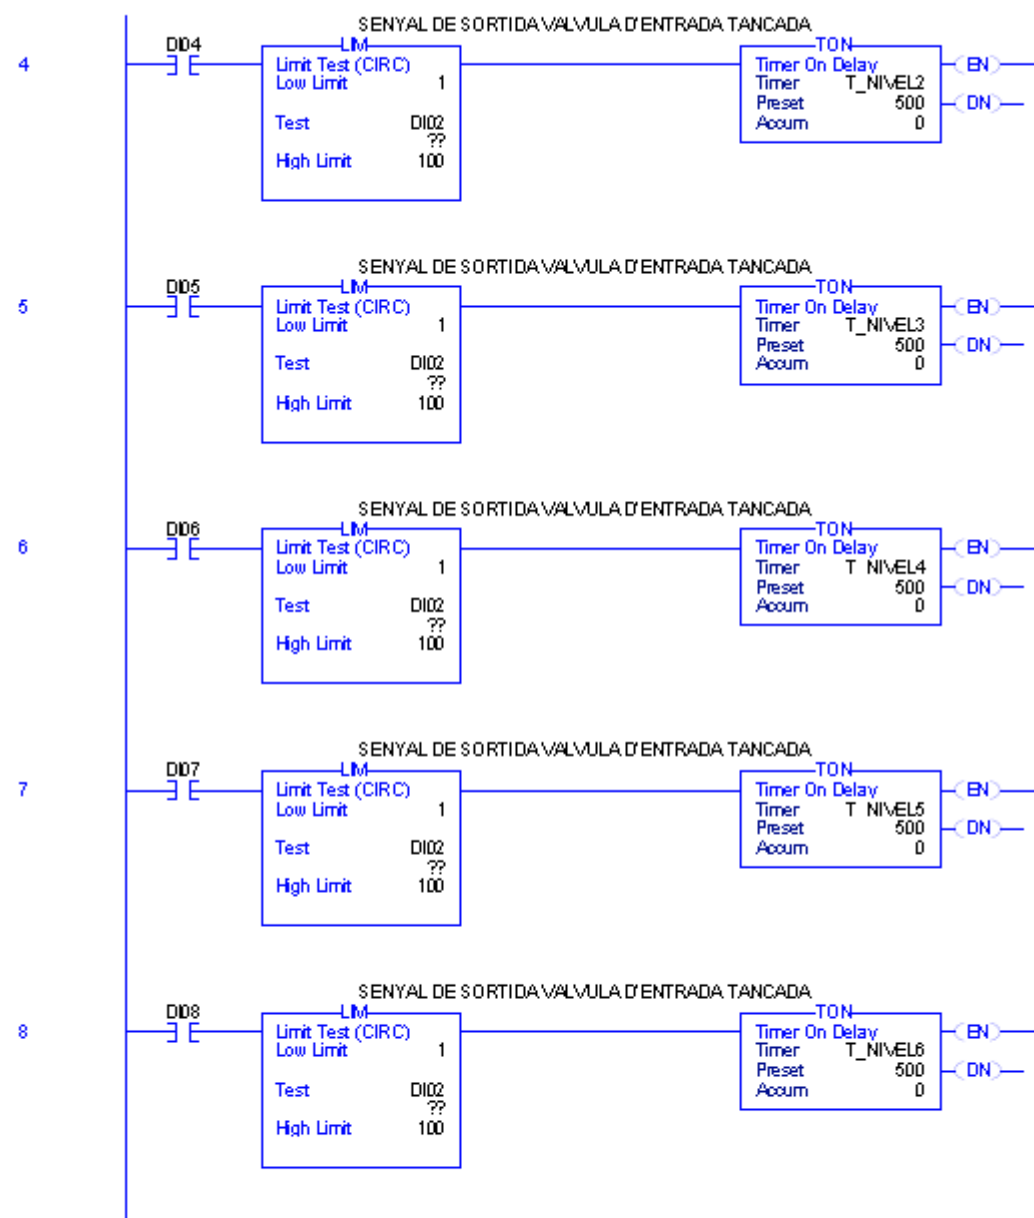 SENYAL DE SORTIDA VALVULA D'ENTRADA TANCADA
4
DI04
LIM
Limit Test (CIRC)
Low Limit 1
Test DI02
??
High Limit 100
TON
Timer On Delay
Timer T_NIVEL2
Preset 500
Accum 0
EN
DN
SENYAL DE SORTIDA VALVULA D'ENTRADA TANCADA
5
DI05
LIM
Limit Test (CIRC)
Low Limit 1
Test DI02
??
High Limit 100
TON
Timer On Delay
Timer T_NIVEL3
Preset 500
Accum 0
EN
DN
SENYAL DE SORTIDA VALVULA D'ENTRADA TANCADA
6
DI06
LIM
Limit Test (CIRC)
Low Limit 1
Test DI02
??
High Limit 100
TON
Timer On Delay
Timer T_NIVEL4
Preset 500
Accum 0
EN
DN
SENYAL DE SORTIDA VALVULA D'ENTRADA TANCADA
7
DI07
LIM
Limit Test (CIRC)
Low Limit 1
Test DI02
??
High Limit 100
TON
Timer On Delay
Timer T_NIVEL5
Preset 500
Accum 0
EN
DN
SENYAL DE SORTIDA VALVULA D'ENTRADA TANCADA
8
DI08
LIM
Limit Test (CIRC)
Low Limit 1
Test DI02
??
High Limit 100
TON
Timer On Delay
Timer T_NIVEL6
Preset 500
Accum 0
EN
DN